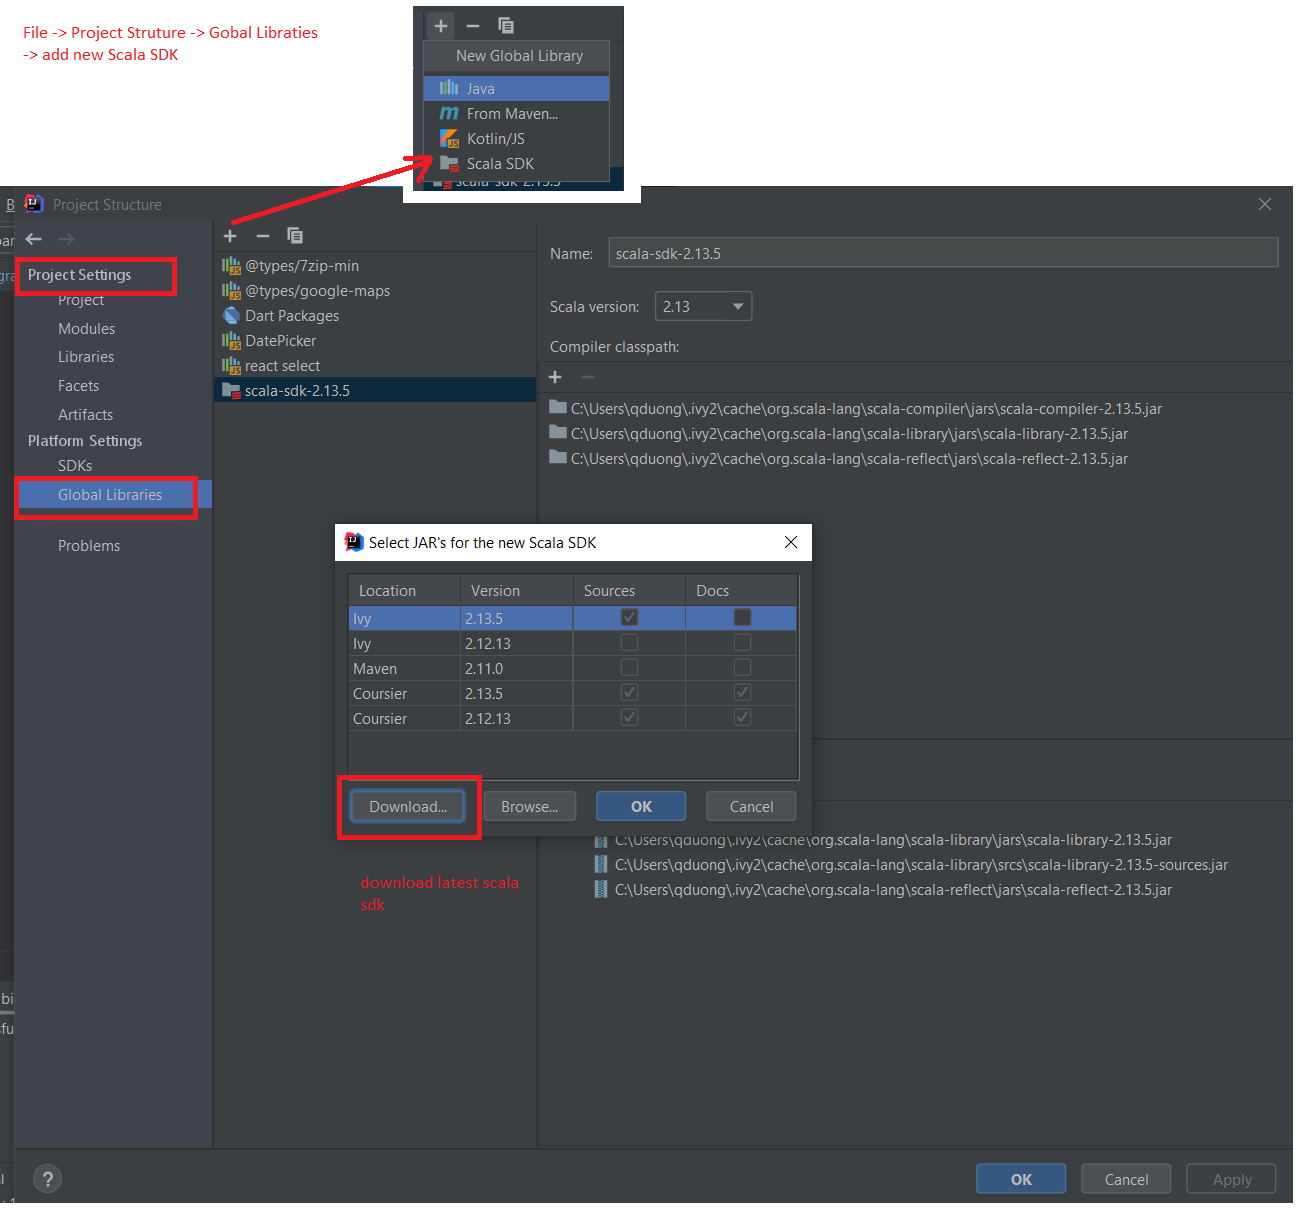 File -> Project Struture -> Gobal Libraties
-> add new Scala SDK
New Global Library
Java
From Maven...
Kotlin/JS
Scala SDK
scala-sdk-2.13.5
Project Structure
Project Settings
Project
Modules
Libraries
Facets
Artifacts
Platform Settings
SDKs
Global Libraries
Problems
@types/7zip-min
@types/google-maps
Dart Packages
DatePicker
react select
scala-sdk-2.13.5
Name: scala-sdk-2.13.5
Scala version: 2.13
Compiler classpath:
C:\Users\qduong\.ivy2\cache\org.scala-lang\scala-compiler\jars\scala-compiler-2.13.5.jar
C:\Users\qduong\.ivy2\cache\org.scala-lang\scala-library\jars\scala-library-2.13.5.jar
C:\Users\qduong\.ivy2\cache\org.scala-lang\scala-reflect\jars\scala-reflect-2.13.5.jar
Select JAR's for the new Scala SDK
Location Version Sources Docs
Ivy 2.13.5
Ivy 2.12.13
Maven 2.11.0
Coursier 2.13.5
Coursier 2.12.13
Download... Browse... OK Cancel
download latest scala
sdk
C:\Users\qduong\.ivy2\cache\org.scala-lang\scala-library\jars\scala-library-2.13.5.jar
C:\Users\qduong\.ivy2\cache\org.scala-lang\scala-library\srcs\scala-library-2.13.5-sources.jar
C:\Users\qduong\.ivy2\cache\org.scala-lang\scala-reflect\jars\scala-reflect-2.13.5.jar
? OK Cancel Apply